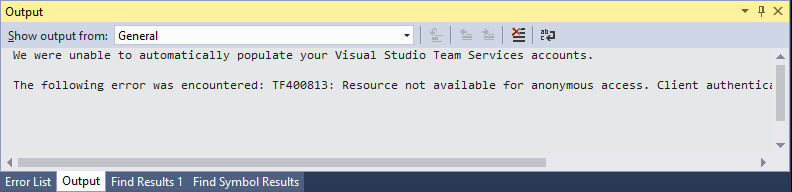 Output
Show output from: General
We were unable to automatically populate your Visual Studio Team Services accounts.
The following error was encountered: TF400813: Resource not available for anonymous access. Client authentica
Error List Output Find Results 1 Find Symbol Results